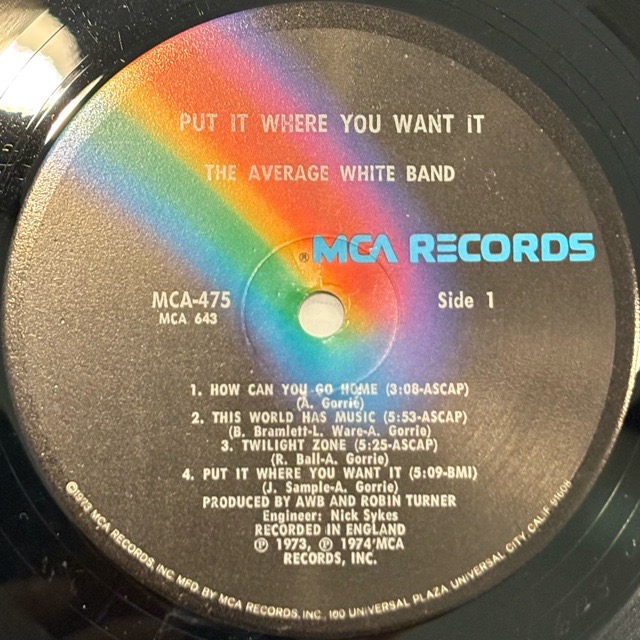 PUT IT WHERE YOU WANT IT
THE AVERAGE WHITE BAND
® MCA RECORDS
MCA-475
MCA 643
Side 1
1. HOW CAN YOU GO HOME (3:08-ASCAP)
(A. Gorrie)
2. THIS WORLD HAS MUSIC (5:53-ASCAP)
(B. Bramlett-L. Ware-A. Gorrie)
3. TWILIGHT ZONE (5:25-ASCAP)
(R. Ball-A. Gorrie)
4. PUT IT WHERE YOU WANT IT (5:09-BMI)
(J. Sample-A. Gorrie)
PRODUCED BY AWB AND ROBIN TURNER
Engineer: Nick Sykes
RECORDED IN ENGLAND
℗ 1973, ℗ 1974 MCA
RECORDS, INC.
©1973 MCA RECORDS, INC. MFD. BY MCA RECORDS, INC., 100 UNIVERSAL PLAZA, UNIVERSAL CITY, CALIF. 91608